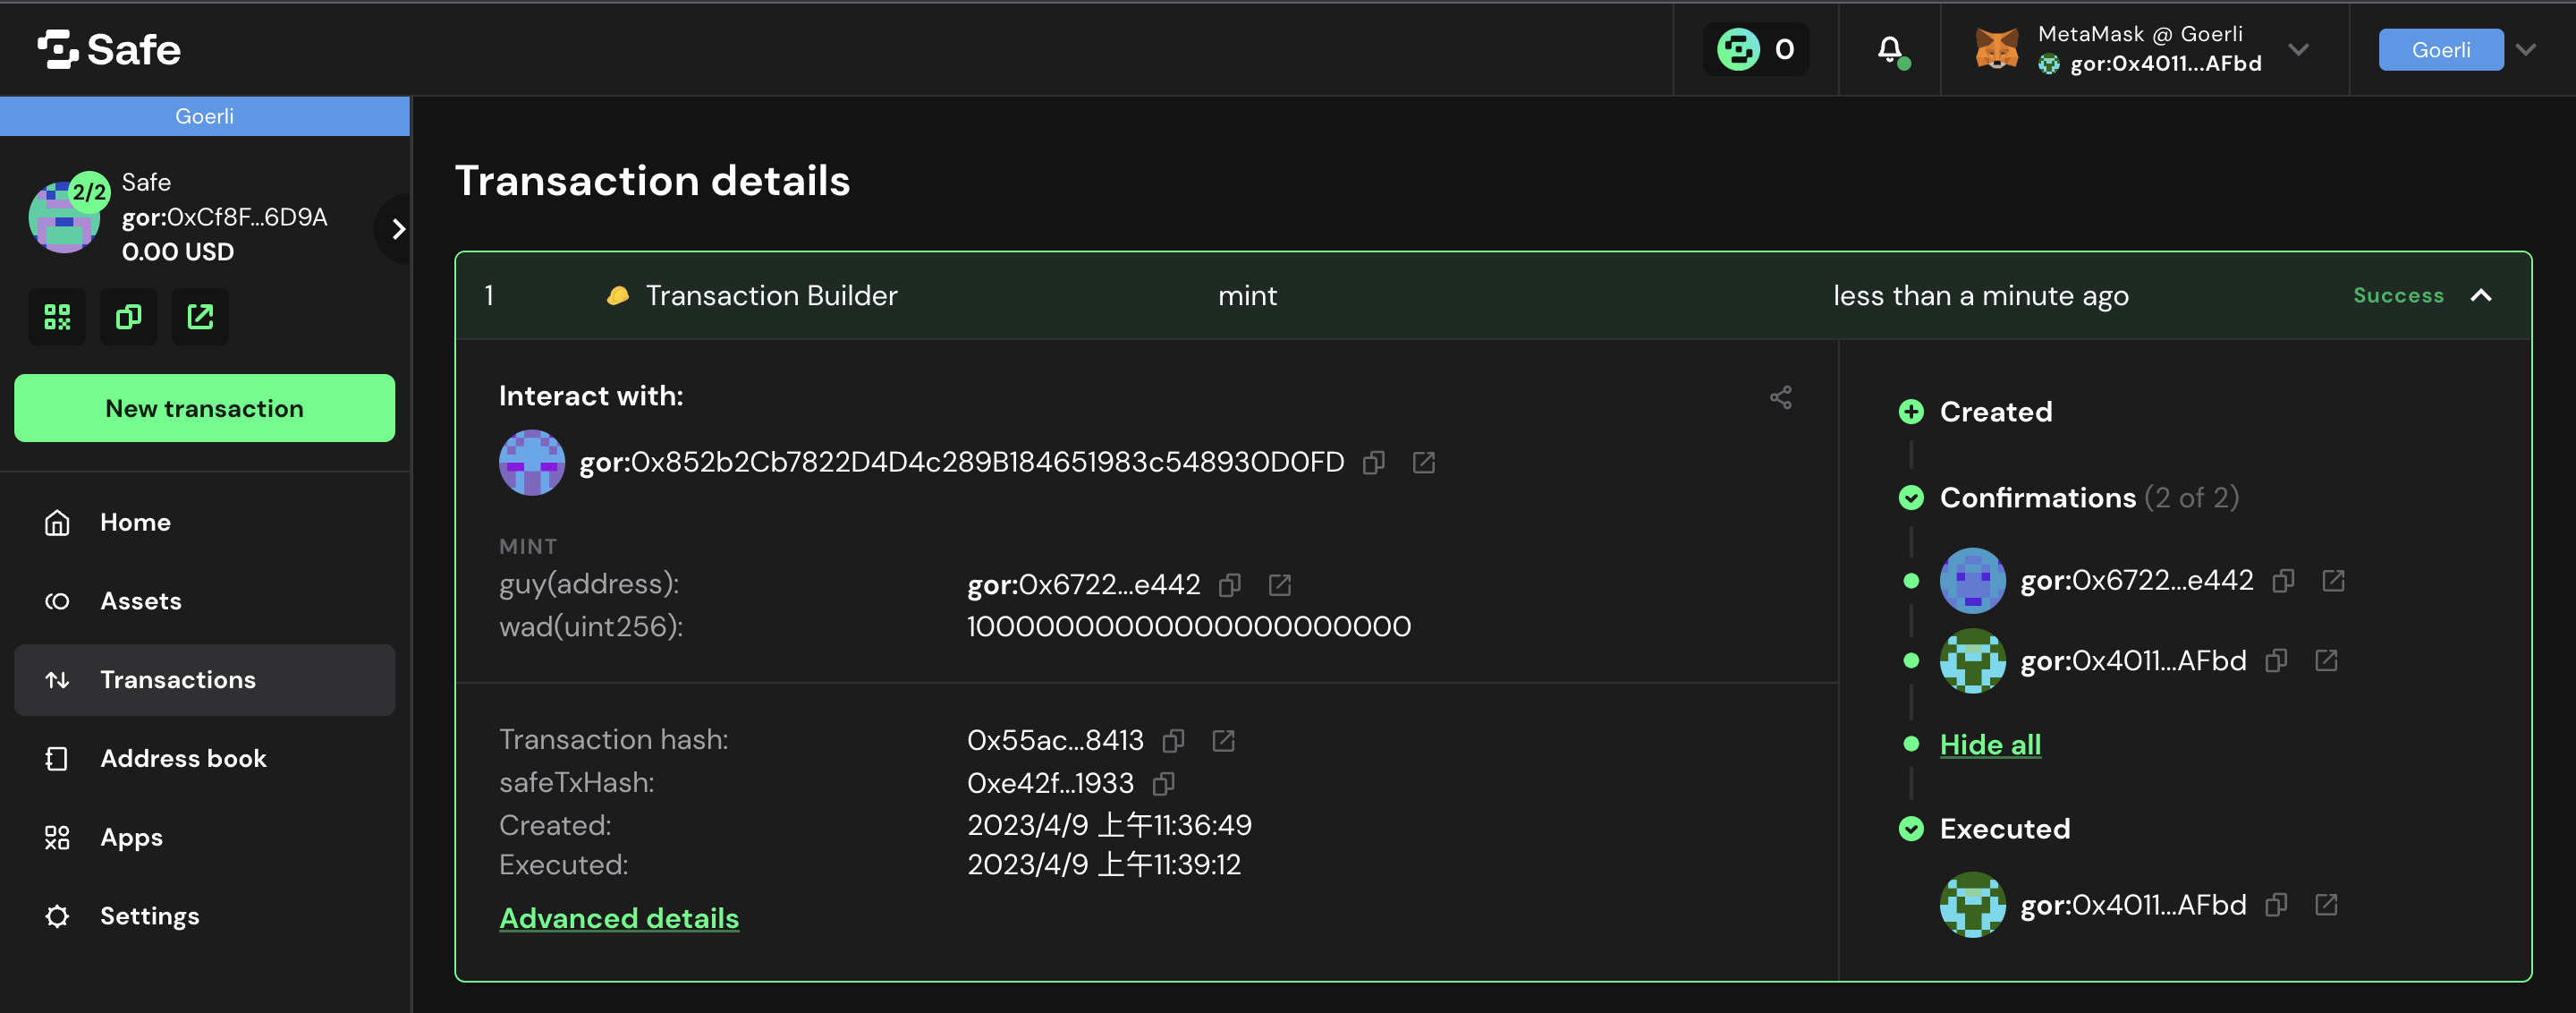 Safe
0
MetaMask @ Goerli
gor:0x4011...AFbd
Goerli
Goerli
2/2
Safe
gor:0xCf8F...6D9A
0.00 USD
New transaction
Home
Assets
Transactions
Address book
Apps
Settings
Transaction details
1 Transaction Builder mint less than a minute ago Success
Interact with:
gor:0x852b2Cb7822D4D4c289B184651983c548930D0FD
MINT
guy(address): gor:0x6722...e442
wad(uint256): 10000000000000000000000
Transaction hash: 0x55ac...8413
safeTxHash: 0xe42f...1933
Created: 2023/4/9 上午11:36:49
Executed: 2023/4/9 上午11:39:12
Advanced details
Created
Confirmations (2 of 2)
gor:0x6722...e442
gor:0x4011...AFbd
Hide all
Executed
gor:0x4011...AFbd